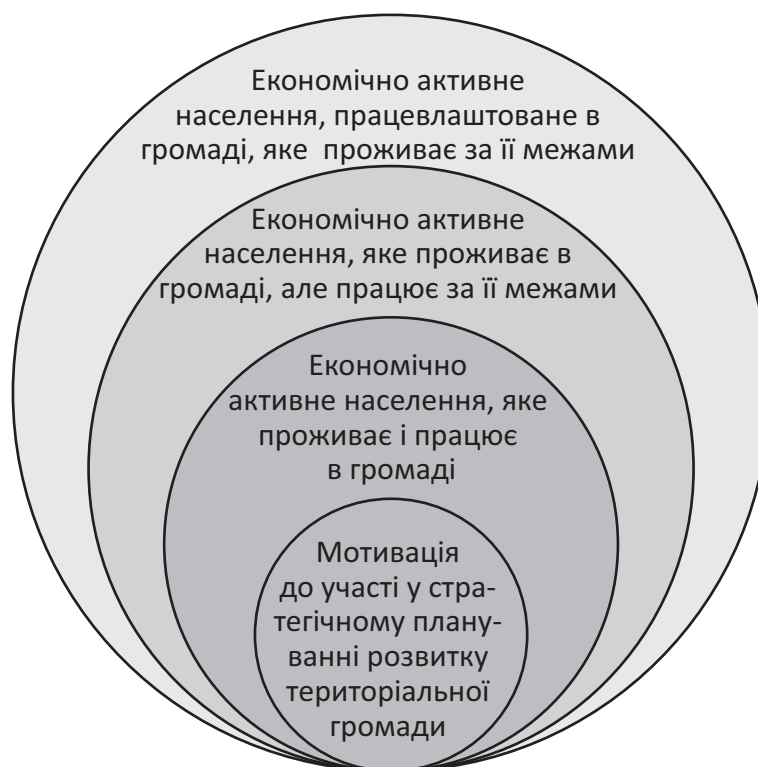 Економічно активне
населення, працевлаштоване в
громаді, яке проживає за її межами
Економічно активне
населення, яке проживає в
громаді, але працює за її межами
Економічно
активне населення, яке
проживає і працює
в громаді
Мотивація
до участі у стра-
тегічному плану-
ванні розвитку
територіальної
громади